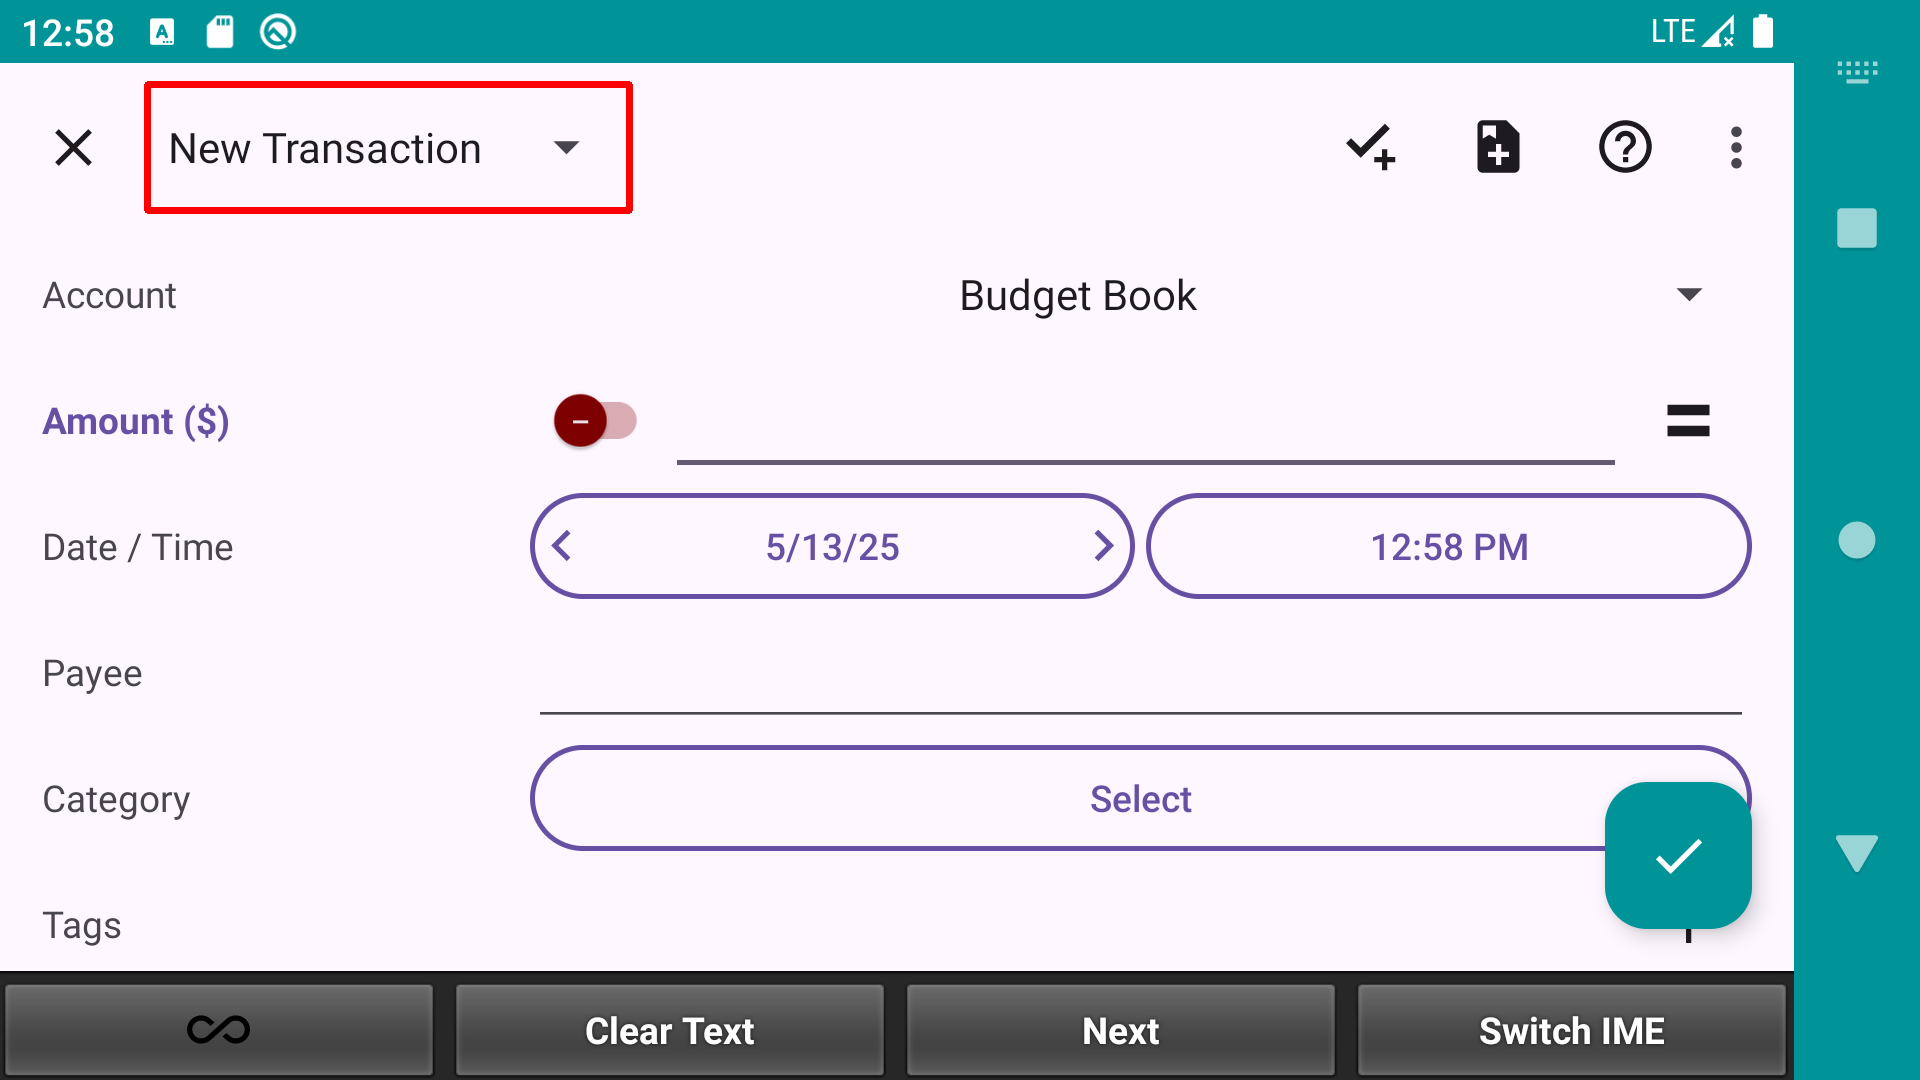 12:58
LTE
New Transaction
Account
Budget Book
Amount ($)
Date / Time
5/13/25
12:58 PM
Payee
Category
Select
Tags
Clear Text
Next
Switch IME